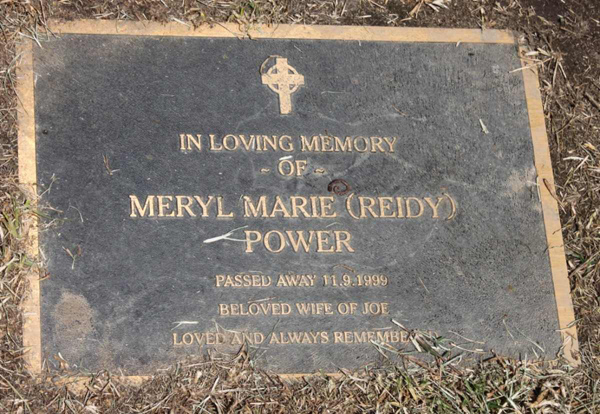 IN LOVING MEMORY
- OF -
MERYL MARIE (REIDY)
POWER
PASSED AWAY 11.9.1999
BELOVED WIFE OF JOE
LOVED AND ALWAYS REMEMBERED